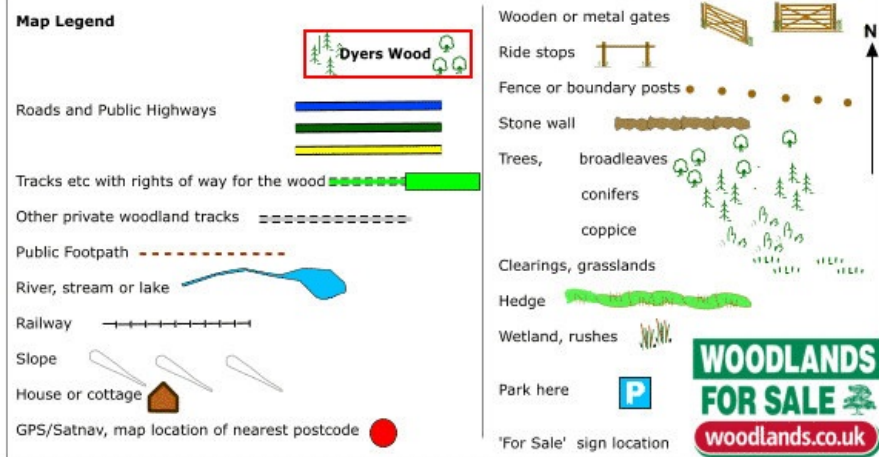 Map Legend
Dyers Wood
Roads and Public Highways
Tracks etc with rights of way for the wood
Other private woodland tracks
Public Footpath
River, stream or lake
Railway
Slope
House or cottage
GPS/Satnav, map location of nearest postcode
Wooden or metal gates
N
Ride stops
Fence or boundary posts
Stone wall
Trees, broadleaves
conifers
coppice
Clearings, grasslands
Hedge
Wetland, rushes
Park here P
'For Sale' sign location
WOODLANDS
FOR SALE
woodlands.co.uk